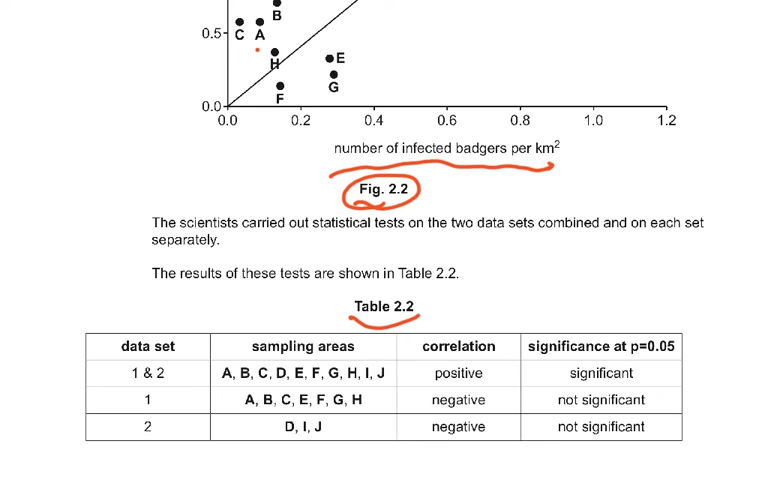 B
0.5
C A
E
H
G
F
0.0
0.0 0.2 0.4 0.6 0.8 1.0 1.2
number of infected badgers per km²
Fig. 2.2
The scientists carried out statistical tests on the two data sets combined and on each set
separately.
The results of these tests are shown in Table 2.2.
Table 2.2
data set sampling areas correlation significance at p=0.05
1 & 2 A, B, C, D, E, F, G, H, I, J positive significant
1 A, B, C, E, F, G, H negative not significant
2 D, I, J negative not significant